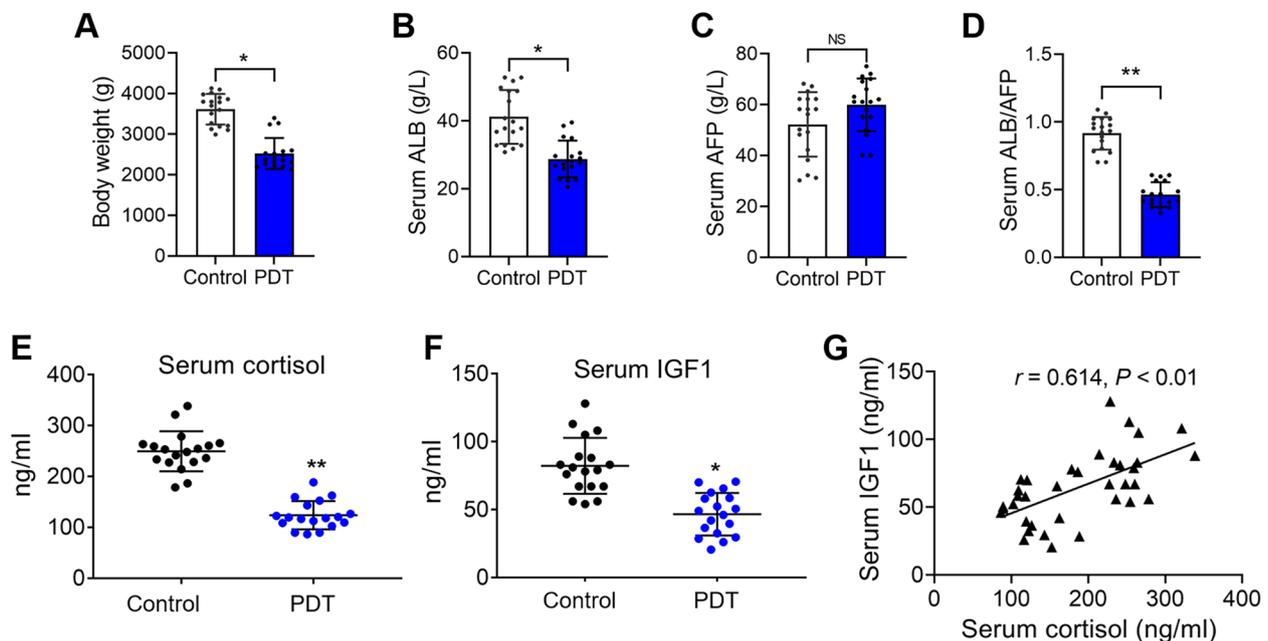 A
Body weight (g)
5000
4000
3000
2000
1000
0
*
Control PDT
B
Serum ALB (g/L)
60
40
20
0
*
Control PDT
C
Serum AFP (g/L)
80
60
40
20
0
NS
Control PDT
D
Serum ALB/AFP
1.5
1.0
0.5
0.0
**
Control PDT
E
Serum cortisol
ng/ml
400
300
200
100
0
**
Control PDT
F
Serum IGF1
ng/ml
150
100
50
0
*
Control PDT
G
Serum IGF1 (ng/ml)
150
100
50
0
r = 0.614, P < 0.01
0 100 200 300 400
Serum cortisol (ng/ml)